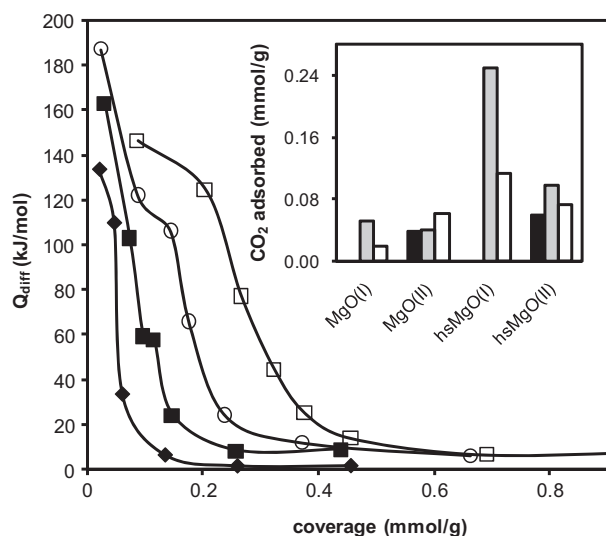 200
180
160
140
120
100
80
60
40
20
0
Qdiff (kJ/mol)
0
0.2
0.4
0.6
0.8
coverage (mmol/g)
0.24
0.16
0.08
0.00
CO2 adsorbed (mmol/g)
MgO(I)
MgO(II)
hsMgO(I)
hsMgO(II)